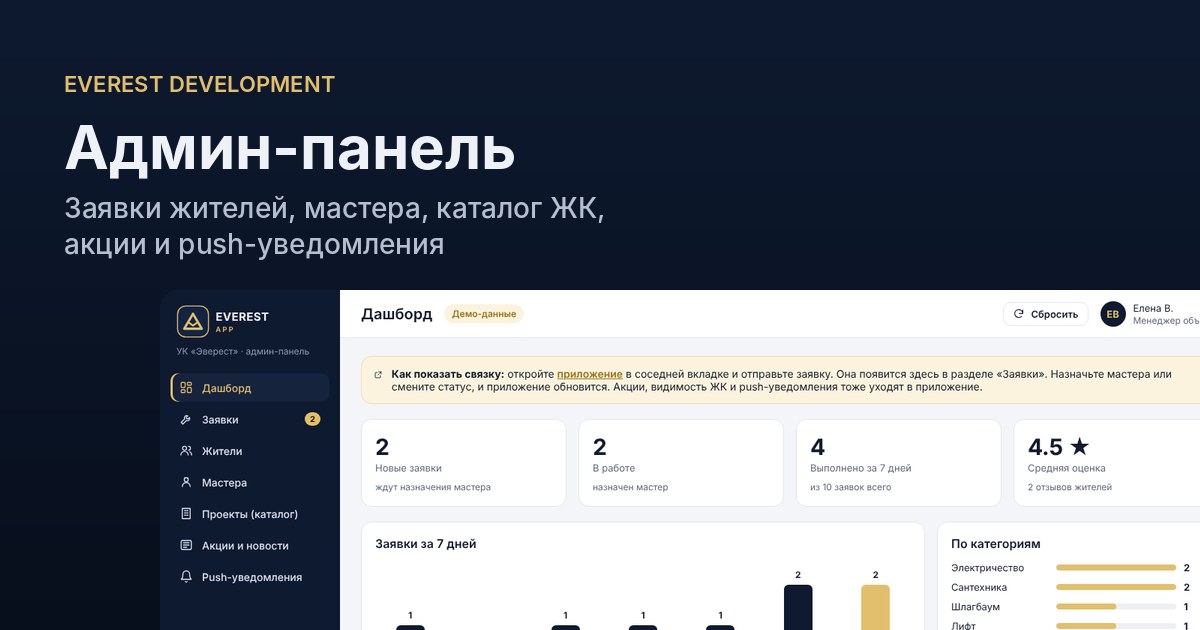 EVEREST DEVELOPMENT
Админ-панель
Заявки жителей, мастера, каталог ЖК,
акции и push-уведомления
EVEREST
APP
УК «Эверест» · админ-панель
Дашборд
Заявки
2
Жители
Мастера
Проекты (каталог)
Акции и новости
Push-уведомления
Дашборд
Демо-данные
Сбросить
ЕВ
Елена В.
Менеджер объ
Как показать связку: откройте приложение в соседней вкладке и отправьте заявку. Она появится здесь в разделе «Заявки». Назначьте мастера или
смените статус, и приложение обновится. Акции, видимость ЖК и push-уведомления тоже уходят в приложение.
2
Новые заявки
ждут назначения мастера
2
В работе
назначен мастер
4
Выполнено за 7 дней
из 10 заявок всего
4.5 ★
Средняя оценка
2 отзывов жителей
Заявки за 7 дней
1
1
1
1
2
2
По категориям
Электричество
2
Сантехника
2
Шлагбаум
1
Лифт
1